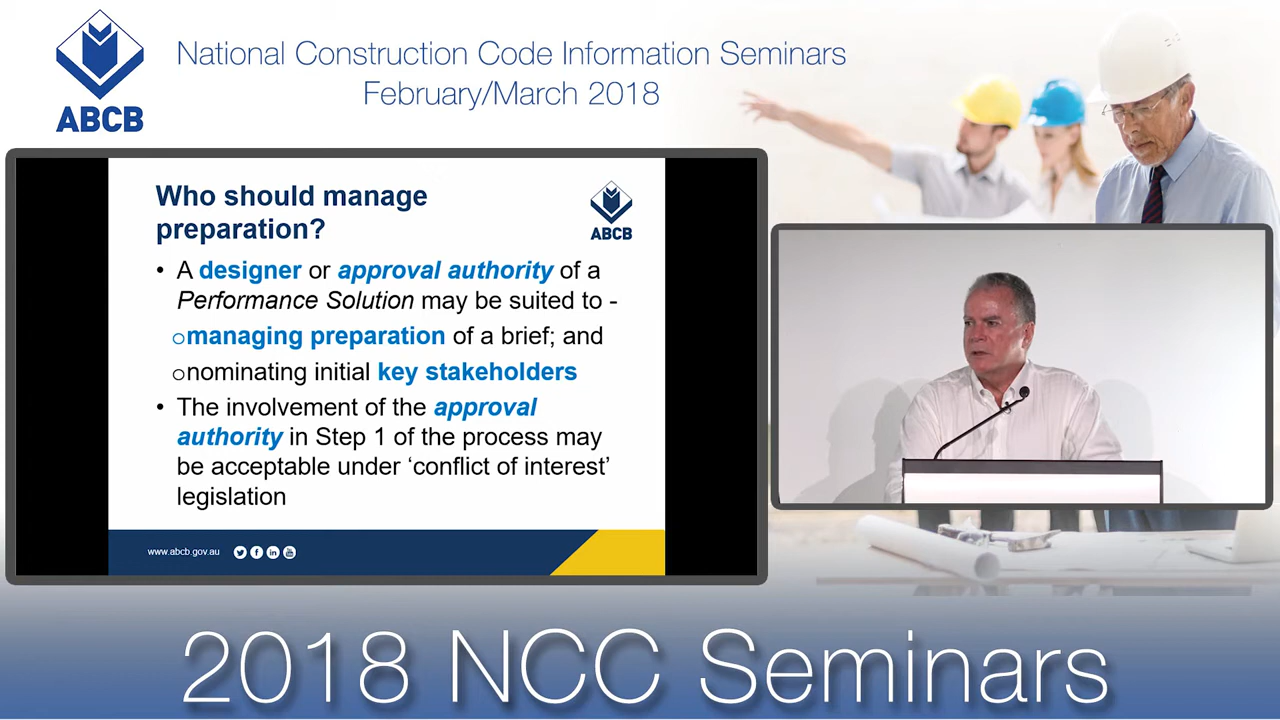 ABCB
National Construction Code Information Seminars
February/March 2018
Who should manage
preparation?
ABCB
• A designer or approval authority of a
Performance Solution may be suited to -
omanaging preparation of a brief; and
onominating initial key stakeholders
• The involvement of the approval
authority in Step 1 of the process may
be acceptable under ‘conflict of interest’
legislation
www.abcb.gov.au
2018 NCC Seminars